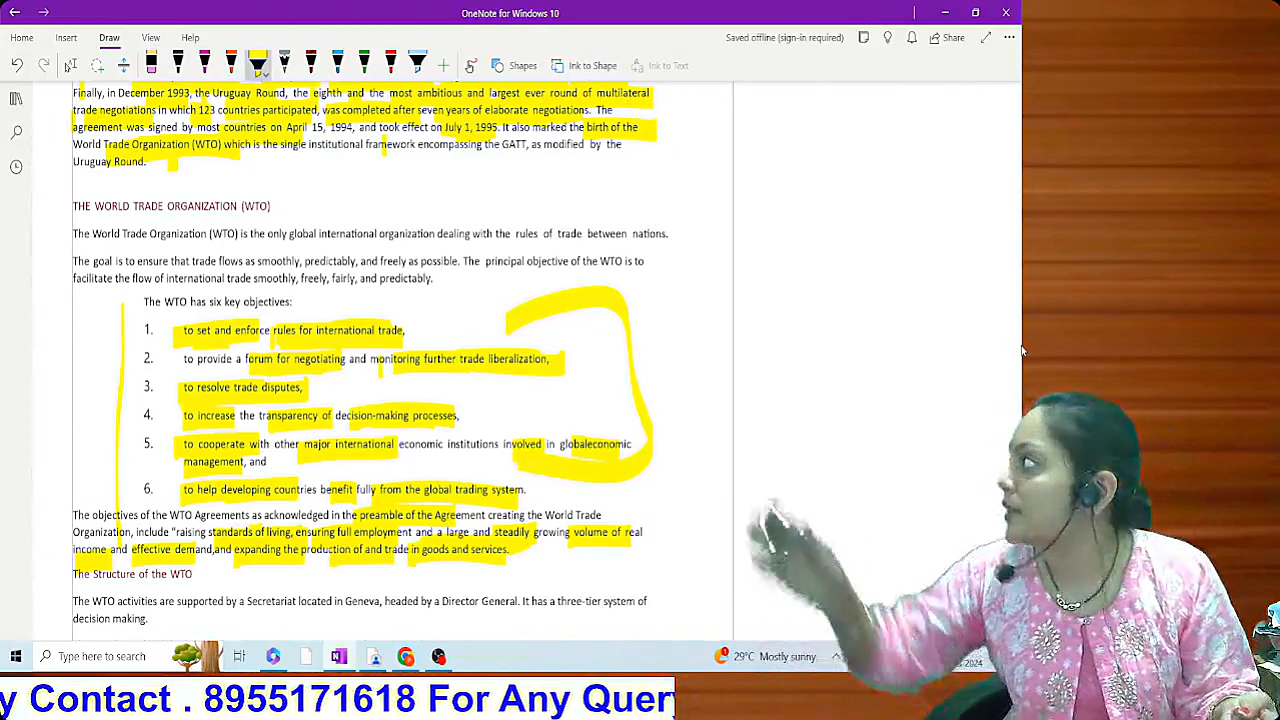 OneNote for Windows 10
Home Insert Draw View Help
Saved offline (sign-in required)
Share
Shapes
Ink to Shape
Ink to Text
Finally, in December 1993, the Uruguay Round, the eighth and the most ambitious and largest ever round of multilateral
trade negotiations in which 123 countries participated, was completed after seven years of elaborate negotiations. The
agreement was signed by most countries on April 15, 1994, and took effect on July 1, 1995. It also marked the birth of the
World Trade Organization (WTO) which is the single institutional framework encompassing the GATT, as modified by the
Uruguay Round.
THE WORLD TRADE ORGANIZATION (WTO)
The World Trade Organization (WTO) is the only global international organization dealing with the rules of trade between nations.
The goal is to ensure that trade flows as smoothly, predictably, and freely as possible. The principal objective of the WTO is to
facilitate the flow of international trade smoothly, freely, fairly, and predictably.
The WTO has six key objectives:
1. to set and enforce rules for international trade,
2. to provide a forum for negotiating and monitoring further trade liberalization,
3. to resolve trade disputes,
4. to increase the transparency of decision-making processes,
5. to cooperate with other major international economic institutions involved in globaleconomic
management, and
6. to help developing countries benefit fully from the global trading system.
The objectives of the WTO Agreements as acknowledged in the preamble of the Agreement creating the World Trade
Organization, include “raising standards of living, ensuring full employment and a large and steadily growing volume of real
income and effective demand,and expanding the production of and trade in goods and services.
The Structure of the WTO
The WTO activities are supported by a Secretariat located in Geneva, headed by a Director General. It has a three-tier system of
decision making.
Type here to search
29°C Mostly sunny
2024
y Contact . 8955171618 For Any Query